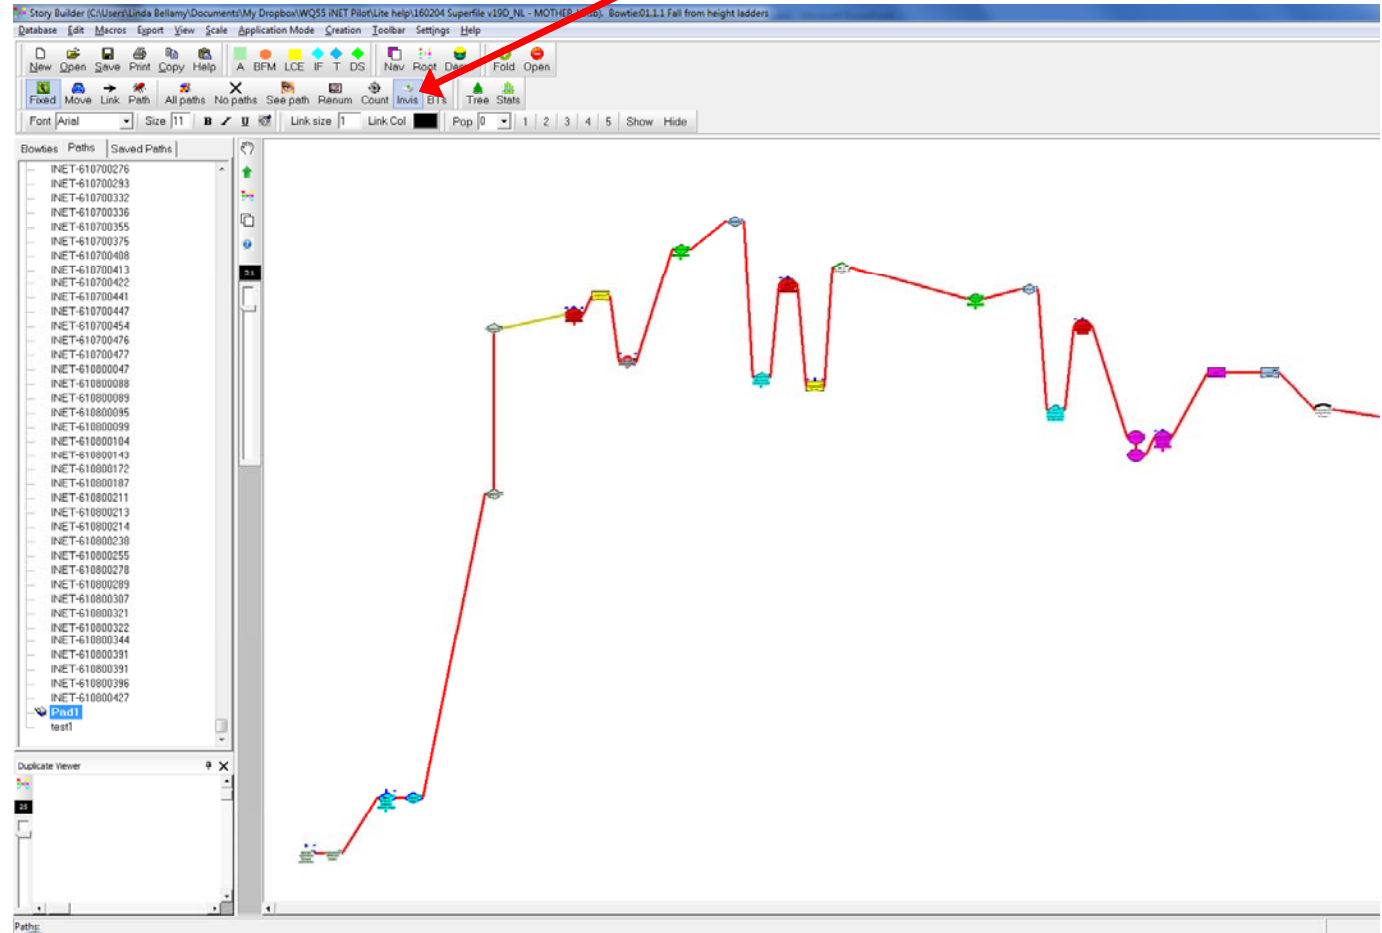 Story Builder (C:\Users\Linda Bellamy\Documents\My Dropbox\WQ55 iNET Pilot\Lite help\160204 Superfile v19D_NL - MOTHER .sb). Bowtie:01.1.1 Fall from height ladders
Database Edit Macros Export View Scale Application Mode Creation Toolbar Settings Help
New Open Save Print Copy Help A BFM LCE IF T DS Nav Root Fold Open
Fixed Move Link Path All paths No paths See path Renum Count Invis BTs Tree Stats
Font Arial Size 11 B I U Link size 1 Link Col Pop 0 1 2 3 4 5 Show Hide
Bowties Paths Saved Paths
INET-610700276
INET-610700293
INET-610700332
INET-610700336
INET-610700355
INET-610700375
INET-610700408
INET-610700413
INET-610700422
INET-610700441
INET-610700447
INET-610700454
INET-610700476
INET-610700477
INET-610800047
INET-610800088
INET-610800089
INET-610800095
INET-610800099
INET-610800104
INET-610800143
INET-610800172
INET-610800187
INET-610800211
INET-610800213
INET-610800214
INET-610800238
INET-610800255
INET-610800278
INET-610800289
INET-610800307
INET-610800321
INET-610800322
INET-610800344
INET-610800391
INET-610800391
INET-610800396
INET-610800427
Pad1
test1
Duplicate Viewer
Paths: